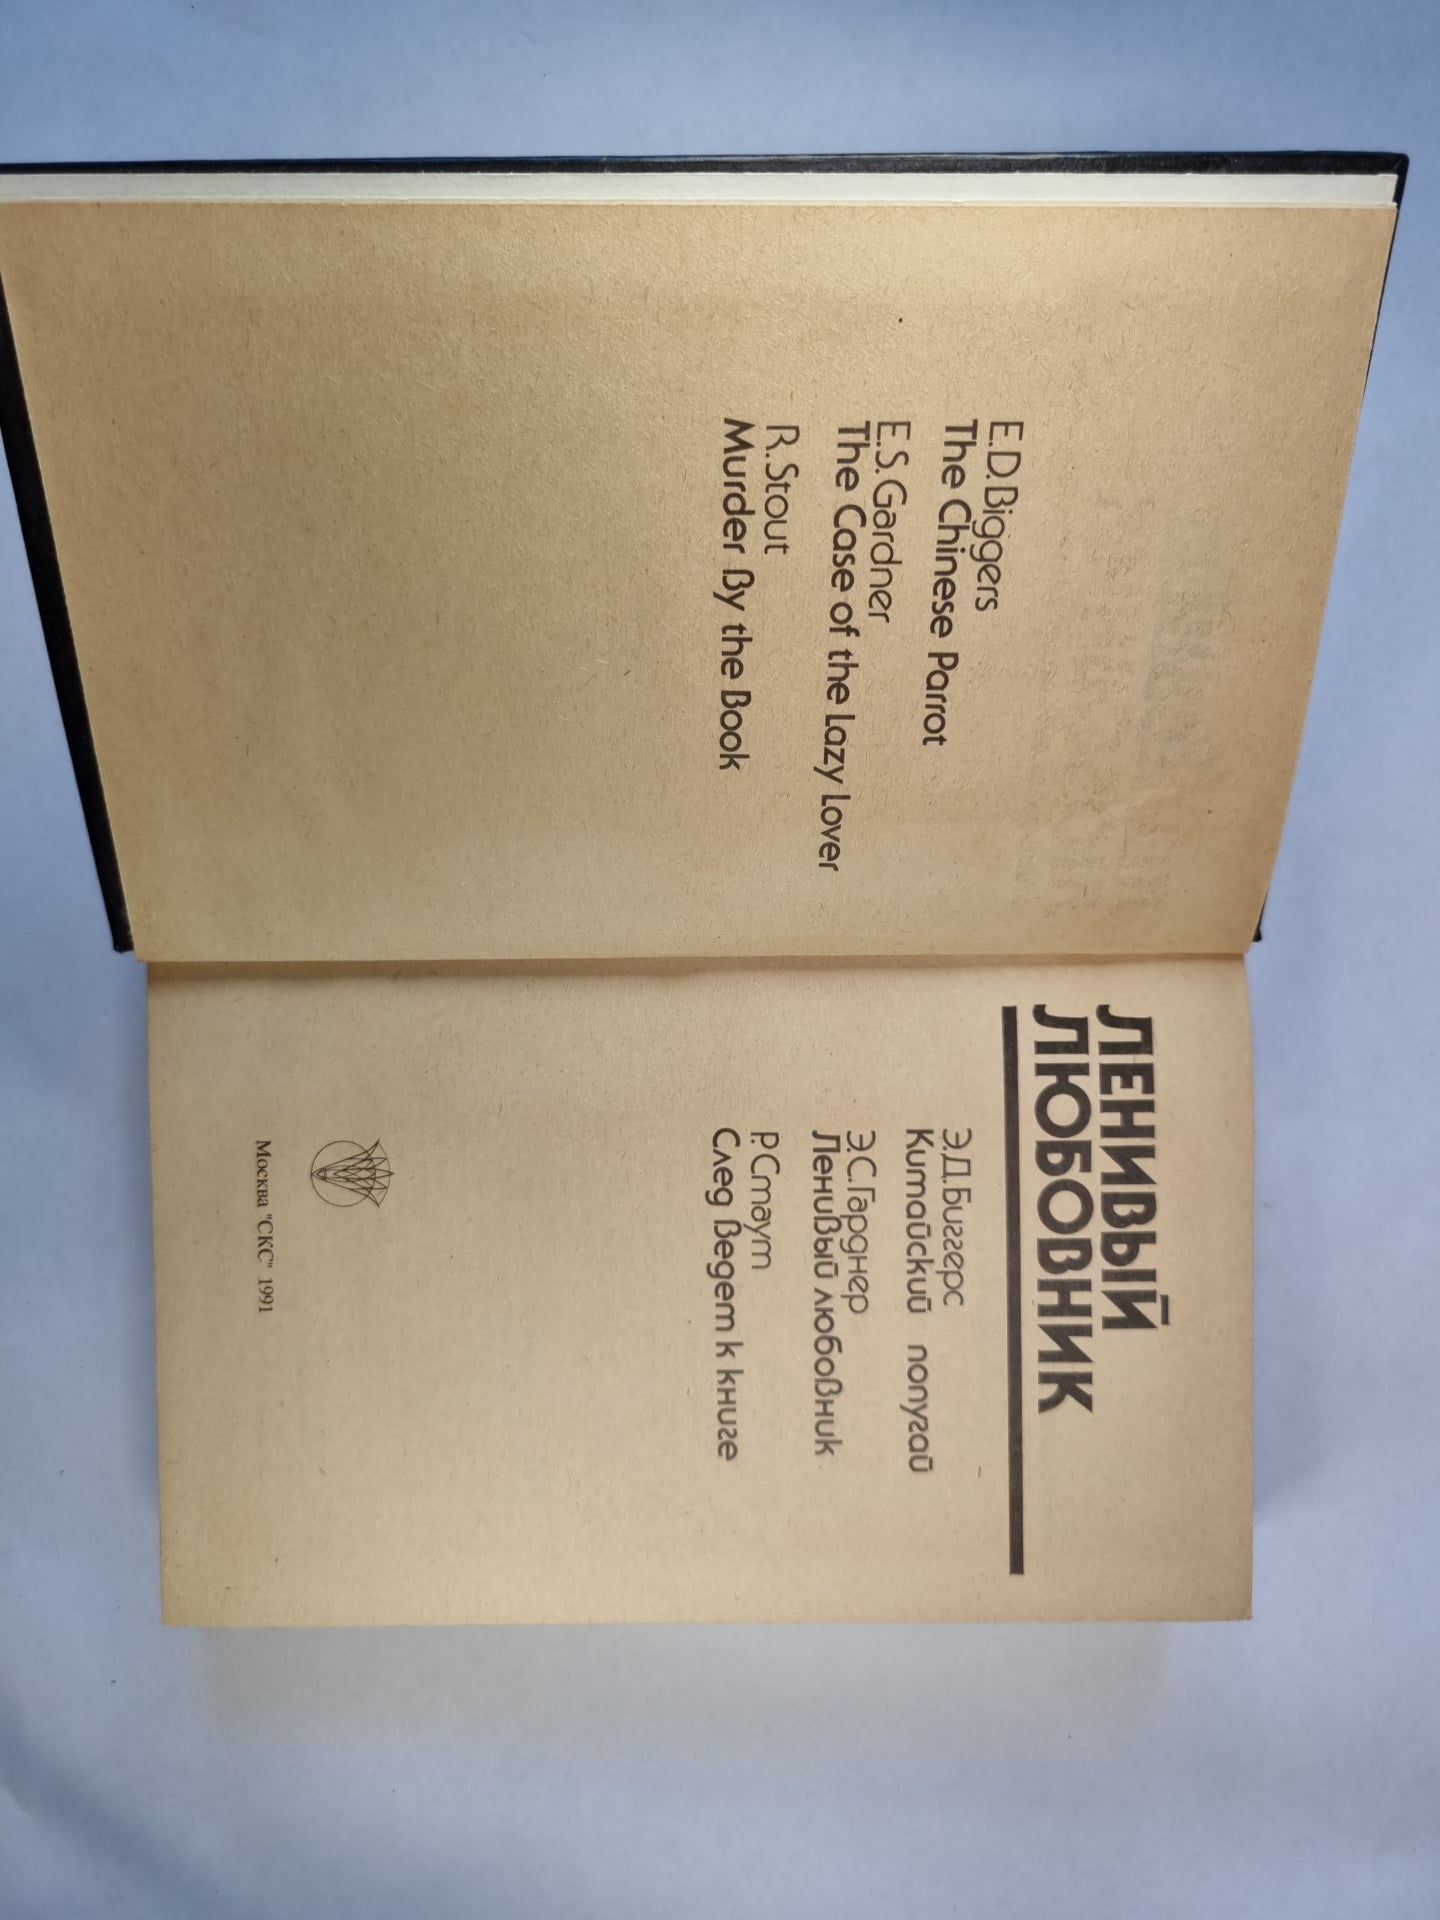 E.D.Biggers
The Chinese Parrot
E.S.Gardner
The Case of the Lazy Lover
R.Stout
Murder By the Book
ЛЕНИВЫЙ
ЛЮБОВНИК
Э.Д.Биггерс
Китайский попугай
Э.С.Гарднер
Ленивый любовник
Р.Стаут
След ведет к книге
Москва "СКС" 1991